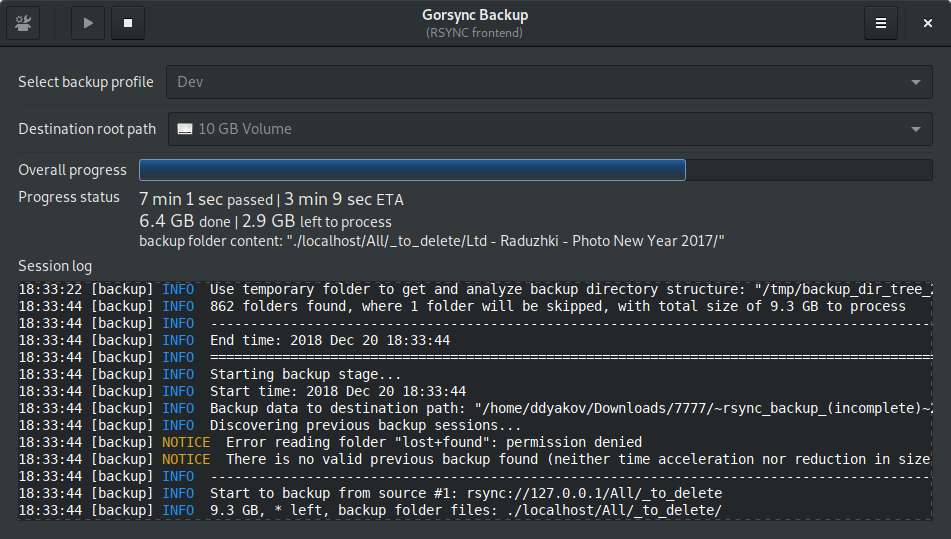 Gorsync Backup
(RSYNC frontend)
Select backup profile Dev
Destination root path 10 GB Volume
Overall progress
Progress status 7 min 1 sec passed | 3 min 9 sec ETA
6.4 GB done | 2.9 GB left to process
backup folder content: "./localhost/All/_to_delete/Ltd - Raduzhki - Photo New Year 2017/"
Session log
18:33:22 [backup] INFO Use temporary folder to get and analyze backup directory structure: "/tmp/backup_dir_tree_2
18:33:44 [backup] INFO 862 folders found, where 1 folder will be skipped, with total size of 9.3 GB to process
18:33:44 [backup] INFO ------------------------------------------------------------------------------------------
18:33:44 [backup] INFO End time: 2018 Dec 20 18:33:44
18:33:44 [backup] INFO ==========================================================================================
18:33:44 [backup] INFO Starting backup stage...
18:33:44 [backup] INFO Start time: 2018 Dec 20 18:33:44
18:33:44 [backup] INFO Backup data to destination path: "/home/ddyakov/Downloads/7777/~rsync_backup_(incomplete)~2
18:33:44 [backup] INFO Discovering previous backup sessions...
18:33:44 [backup] NOTICE Error reading folder "lost+found": permission denied
18:33:44 [backup] NOTICE There is no valid previous backup found (neither time acceleration nor reduction in size
18:33:44 [backup] INFO ------------------------------------------------------------------------------------------
18:33:44 [backup] INFO Start to backup from source #1: rsync://127.0.0.1/All/_to_delete
18:33:44 [backup] INFO 9.3 GB, * left, backup folder files: ./localhost/All/_to_delete/